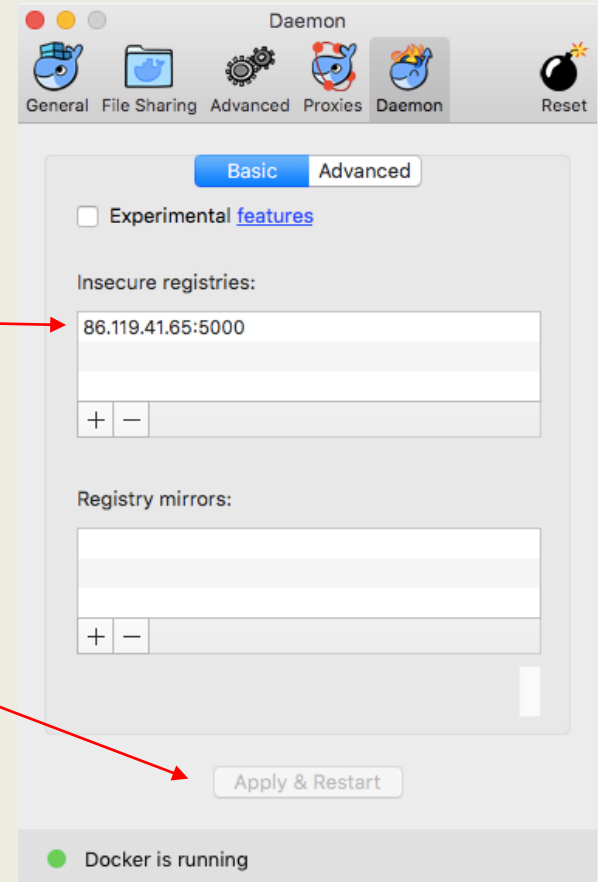 Daemon
General File Sharing Advanced Proxies Daemon Reset
Basic Advanced
Experimental features
Insecure registries:
86.119.41.65:5000
+ −
Registry mirrors:
+ −
Apply & Restart
Docker is running